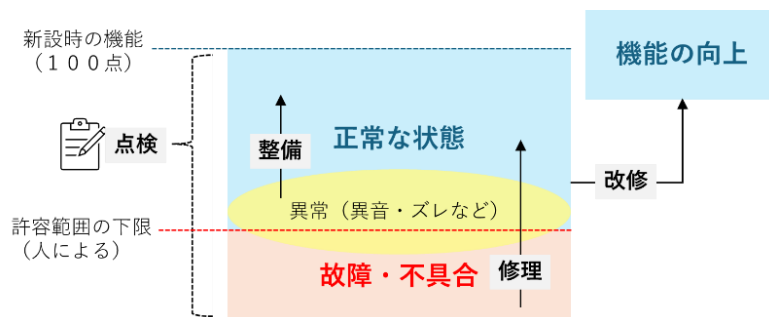 新設時の機能
（１００点）
機能の向上
点検
整備
正常な状態
改修
異常（異音・ズレなど）
許容範囲の下限
（人による）
故障・不具合
修理